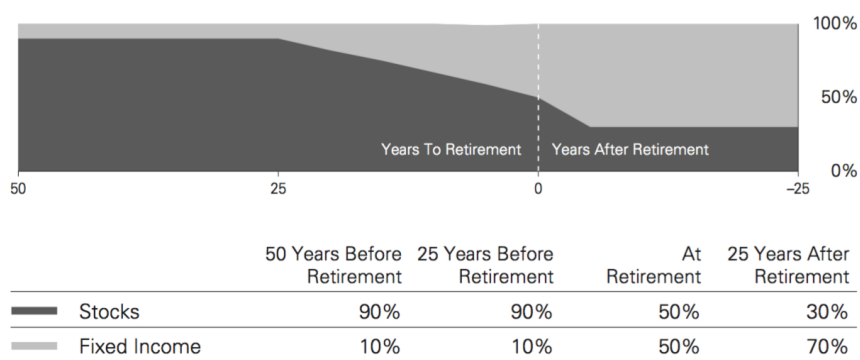 100%
50%
Years To Retirement Years After Retirement
0%
50 25 0 –25
50 Years Before 25 Years Before At 25 Years After
Retirement Retirement Retirement Retirement
Stocks 90% 90% 50% 30%
Fixed Income 10% 10% 50% 70%